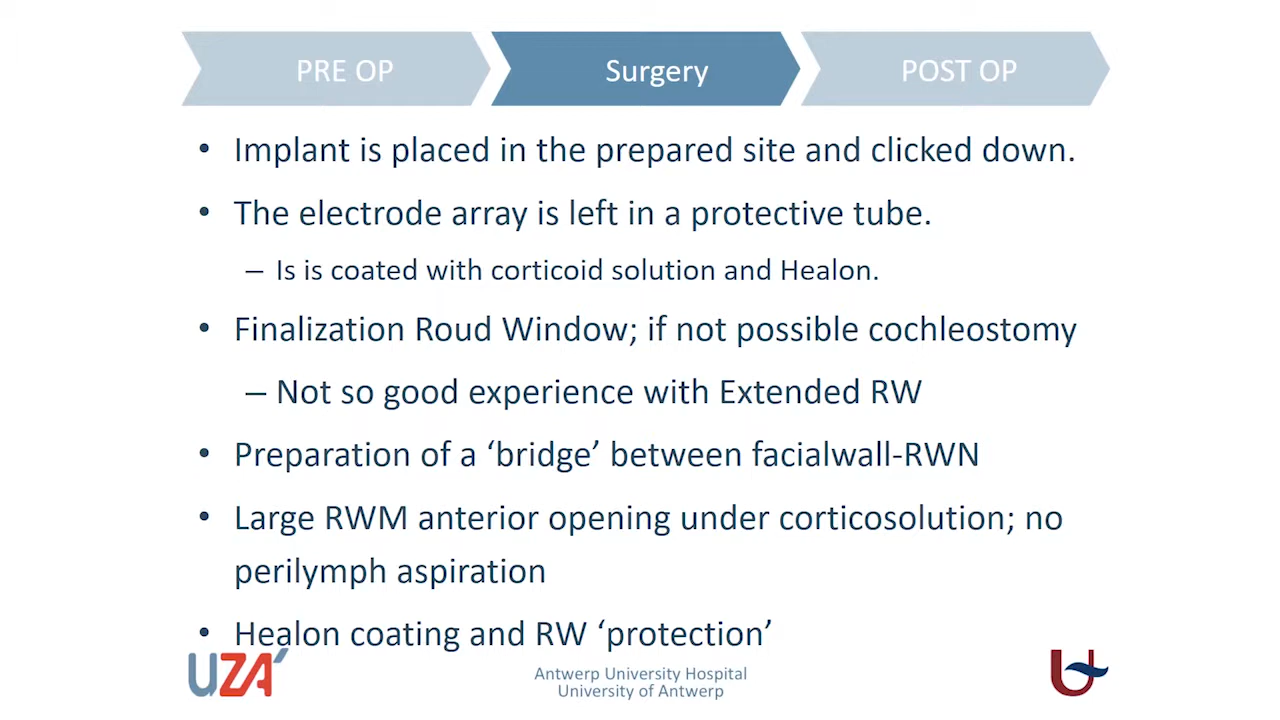 PRE OP
Surgery
POST OP
• Implant is placed in the prepared site and clicked down.
• The electrode array is left in a protective tube.
– Is is coated with corticoid solution and Healon.
• Finalization Roud Window; if not possible cochleostomy
– Not so good experience with Extended RW
• Preparation of a ‘bridge’ between facialwall-RWN
• Large RWM anterior opening under corticosolution; no
perilymph aspiration
• Healon coating and RW ‘protection’
UZA
Antwerp University Hospital
University of Antwerp